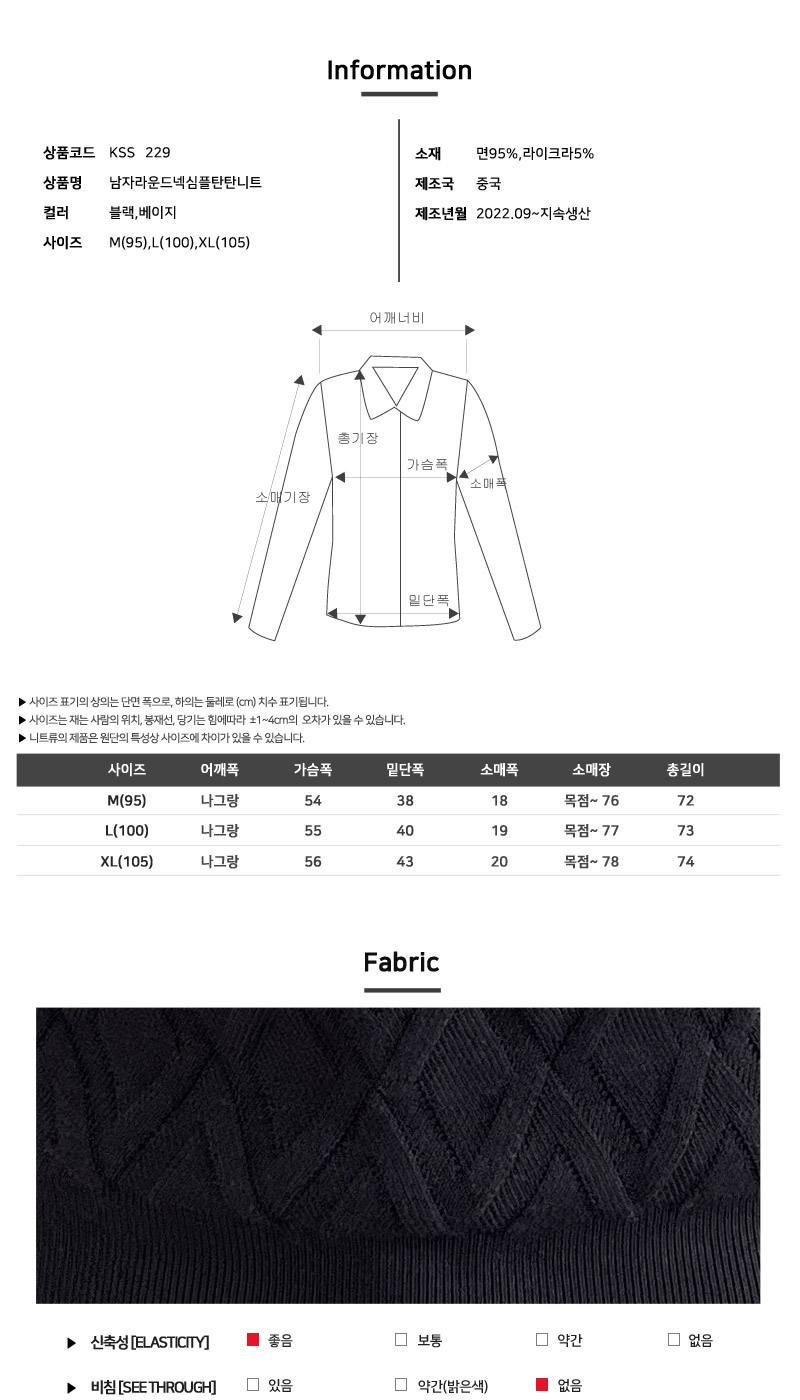 Information
상품코드 KSS 229
상품명 남자라운드넥심플탄탄니트
컬러 블랙,베이지
사이즈 M(95),L(100),XL(105)
소재 면95%,라이크라5%
제조국 중국
제조년월 2022.09~지속생산
어깨너비
총기장
가슴폭
소매폭
소매기장
밑단폭
▶ 사이즈 표기의 상의는 단면 폭으로, 하의는 둘레로 (cm) 치수 표기됩니다.
▶ 사이즈는 재는 사람의 위치, 봉재선, 당기는 힘에따라 ±1~4cm의 오차가 있을 수 있습니다.
▶ 니트류의 제품은 원단의 특성상 사이즈에 차이가 있을 수 있습니다.
사이즈 어깨폭 가슴폭 밑단폭 소매폭 소매장 총길이
M(95) 나그랑 54 38 18 목점~ 76 72
L(100) 나그랑 55 40 19 목점~ 77 73
XL(105) 나그랑 56 43 20 목점~ 78 74
Fabric
▶ 신축성 [ELASTICITY] 좋음 보통 약간 없음
▶ 비침 [SEE THROUGH] 있음 약간(밝은색) 없음